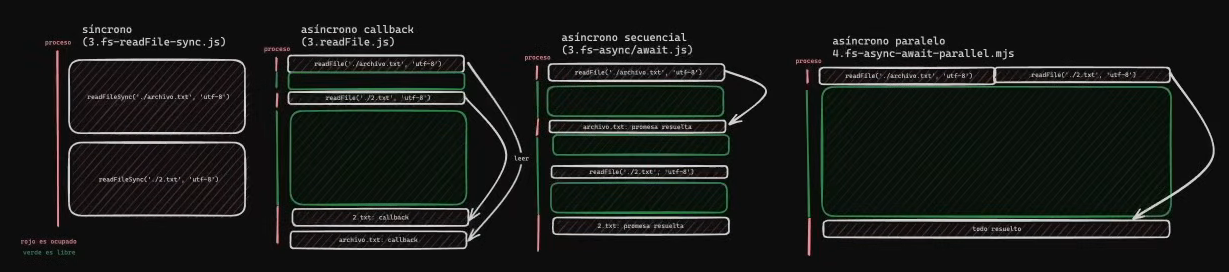 síncrono
(3.fs-readFile-sync.js)
proceso
readFileSync('./archivo.txt', 'utf-8')
readFileSync('./2.txt', 'utf-8')
rojo es ocupado
verde es libre
asíncrono callback
(3.readFile.js)
proceso
readFile('./archivo.txt', 'utf-8')
readFile('./2.txt', 'utf-8')
leer
2.txt: callback
archivo.txt: callback
asíncrono secuencial
(3.fs-async/await.js)
proceso
readFile('./archivo.txt', 'utf-8')
archivo.txt: promesa resuelta
readFile('./2.txt', 'utf-8')
2.txt: promesa resuelta
asíncrono paralelo
4.fs-async-await-parallel.mjs
proceso
readFile('./archivo.txt', 'utf-8')
readFile('./2.txt', 'utf-8')
todo resuelto